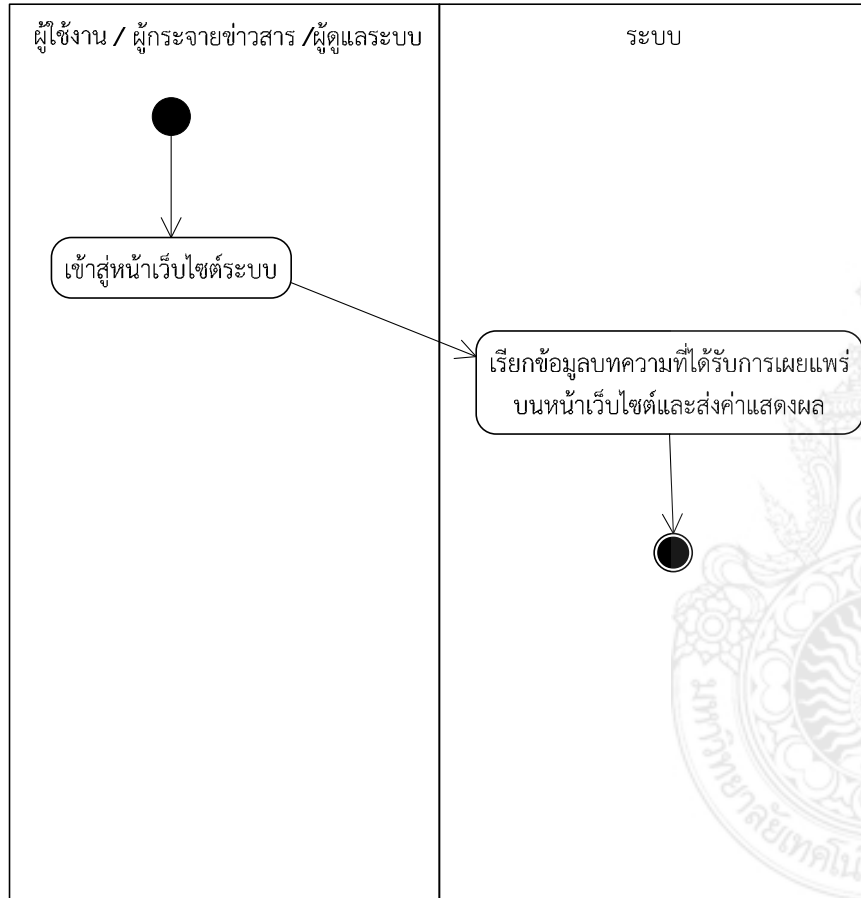 ผู้ใช้งาน / ผู้กระจายข่าวสาร /ผู้ดูแลระบบ
ระบบ
เข้าสู่หน้าเว็บไซต์ระบบ
เรียกข้อมูลบทความที่ได้รับการเผยแพร่
บนหน้าเว็บไซต์และส่งค่าแสดงผล